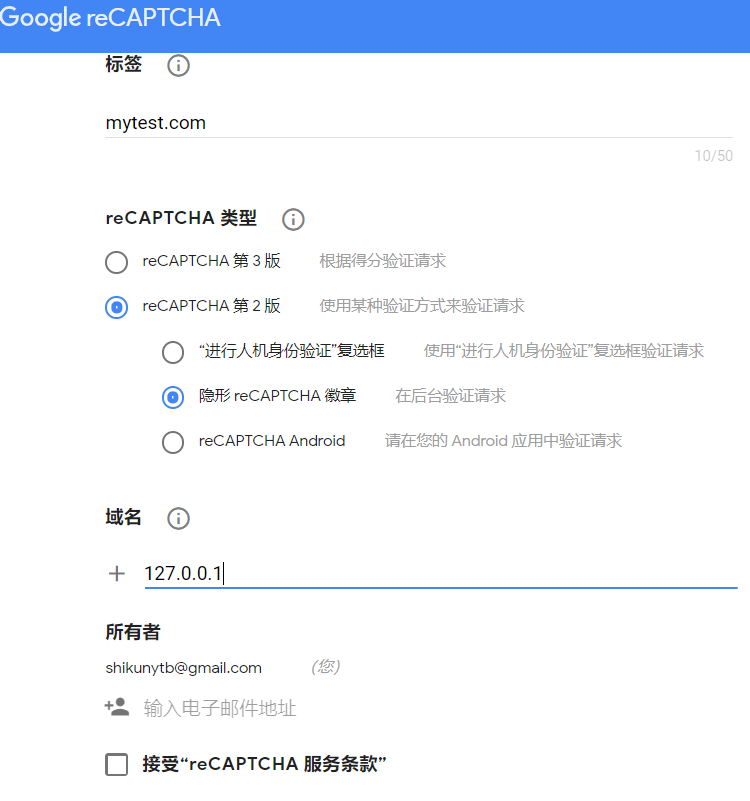 Google reCAPTCHA
标签
mytest.com
10/50
reCAPTCHA 类型
reCAPTCHA 第 3 版 根据得分验证请求
reCAPTCHA 第 2 版 使用某种验证方式来验证请求
“进行人机身份验证”复选框 使用“进行人机身份验证”复选框验证请求
隐形 reCAPTCHA 徽章 在后台验证请求
reCAPTCHA Android 请在您的 Android 应用中验证请求
域名
127.0.0.1
所有者
shikunytb@gmail.com (您)
输入电子邮件地址
接受“reCAPTCHA 服务条款”